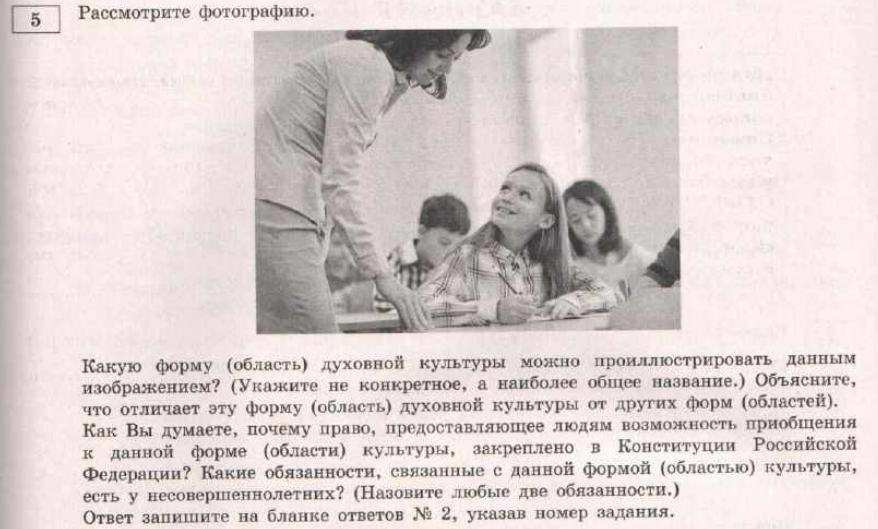 5
Рассмотрите фотографию.
Какую форму (область) духовной культуры можно проиллюстрировать данным
изображением? (Укажите не конкретное, а наиболее общее название.) Объясните,
что отличает эту форму (область) духовной культуры от других форм (областей).
Как Вы думаете, почему право, предоставляющее людям возможность приобщения
к данной форме (области) культуры, закреплено в Конституции Российской
Федерации? Какие обязанности, связанные с данной формой (областью) культуры,
есть у несовершеннолетних? (Назовите любые две обязанности.)
Ответ запишите на бланке ответов № 2, указав номер задания.